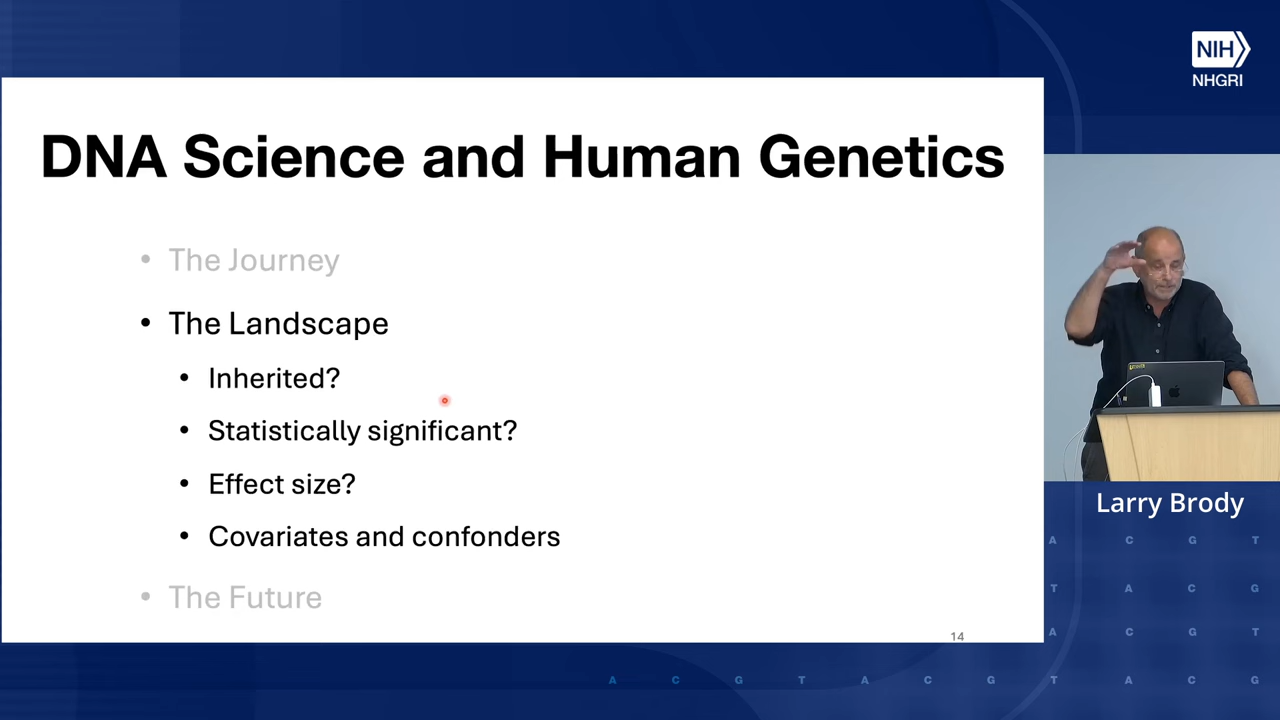 NIH
NHGRI
DNA Science and Human Genetics
• The Journey
• The Landscape
• Inherited?
• Statistically significant?
• Effect size?
• Covariates and confonders
• The Future
14
Larry Brody
A C G T
T A C G
A C G T
A C G T A C G T A C G